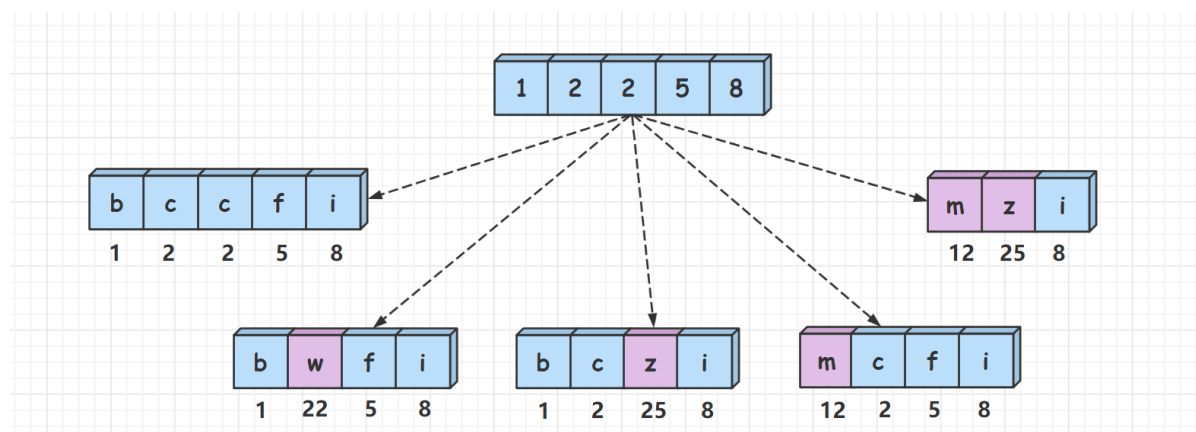 1 2 2 5 8
b c c f i
1 2 2 5 8
m z i
12 25 8
b w f i
1 22 5 8
b c z i
1 2 25 8
m c f i
12 2 5 8